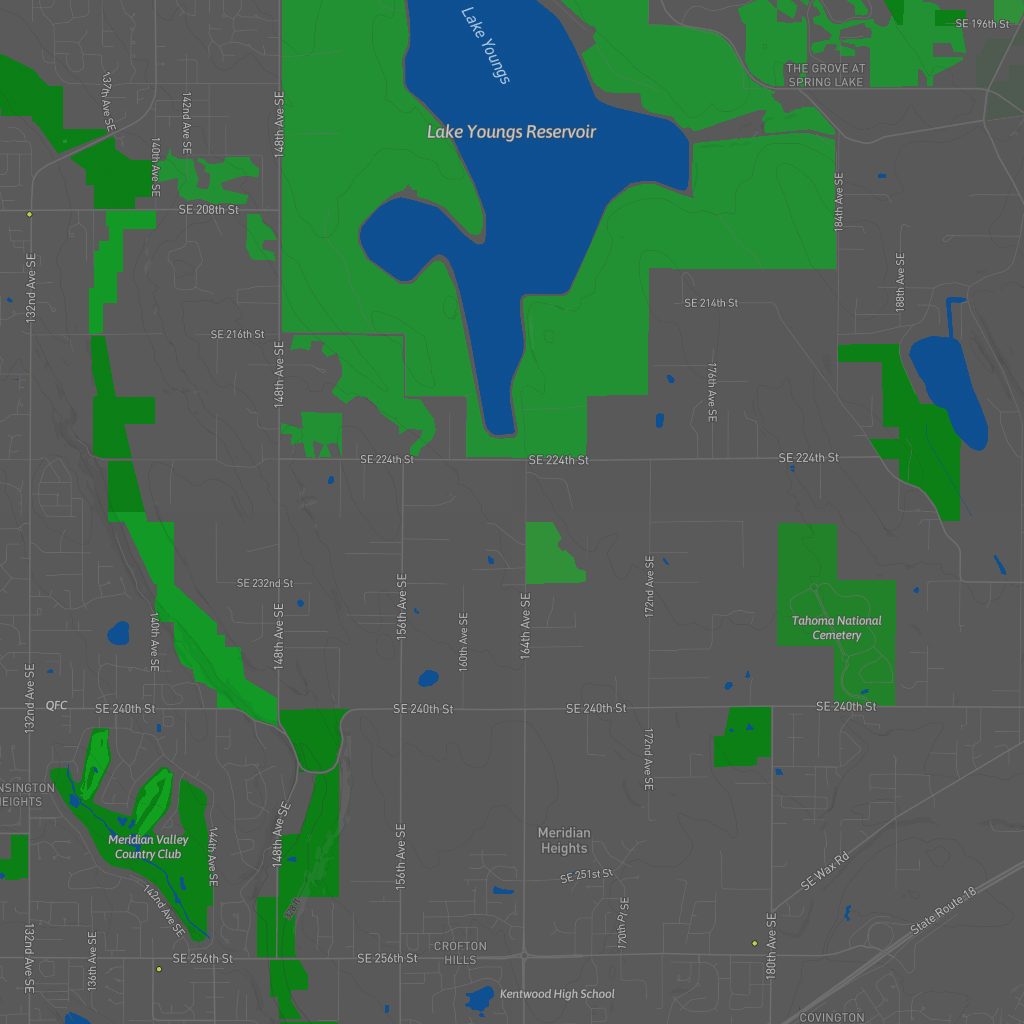 Lake Youngs
SE 196th St
THE GROVE AT
SPRING LAKE
137th Ave SE
142nd Ave SE
148th Ave SE
Lake Youngs Reservoir
140th Ave SE
184th Ave SE
SE 208th St
132nd Ave SE
188th Ave SE
SE 214th St
SE 216th St
148th Ave SE
176th Ave SE
SE 224th St
SE 224th St
SE 224th St
SE 232nd St
156th Ave SE
172nd Ave SE
140th Ave SE
148th Ave SE
160th Ave SE
164th Ave SE
Tahoma National
Cemetery
132nd Ave SE
QFC
SE 240th St
SE 240th St
SE 240th St
SE 240th St
172nd Ave SE
NSINGTON
HEIGHTS
148th Ave SE
Meridian Valley
Country Club
144th Ave SE
156th Ave SE
Meridian
Heights
SE 251st St
SE Wax Rd
State Route 18
142nd Ave SE
170th Pl SE
180th Ave SE
132nd Ave SE
136th Ave SE
SE 256th St
SE 256th St
CROFTON
HILLS
Kentwood High School
COVINGTON